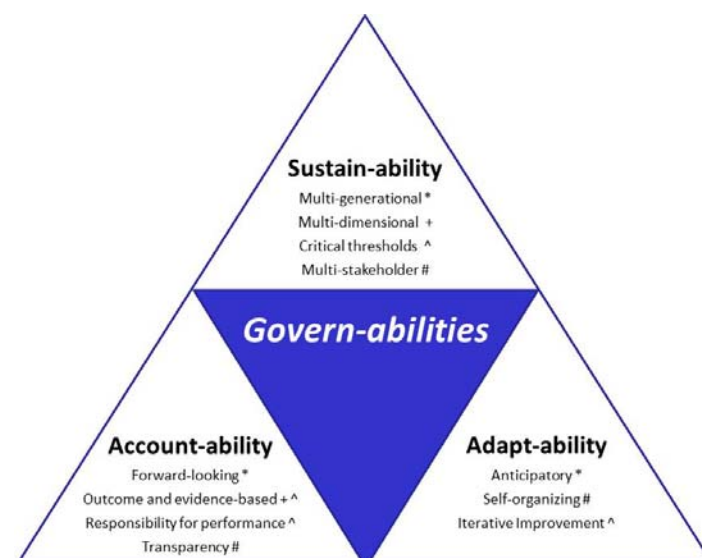 Sustain-ability
Multi-generational *
Multi-dimensional +
Critical thresholds ^
Multi-stakeholder #
Govern-abilities
Account-ability
Forward-looking *
Outcome and evidence-based + ^
Responsibility for performance ^
Transparency #
Adapt-ability
Anticipatory *
Self-organizing #
Iterative Improvement ^